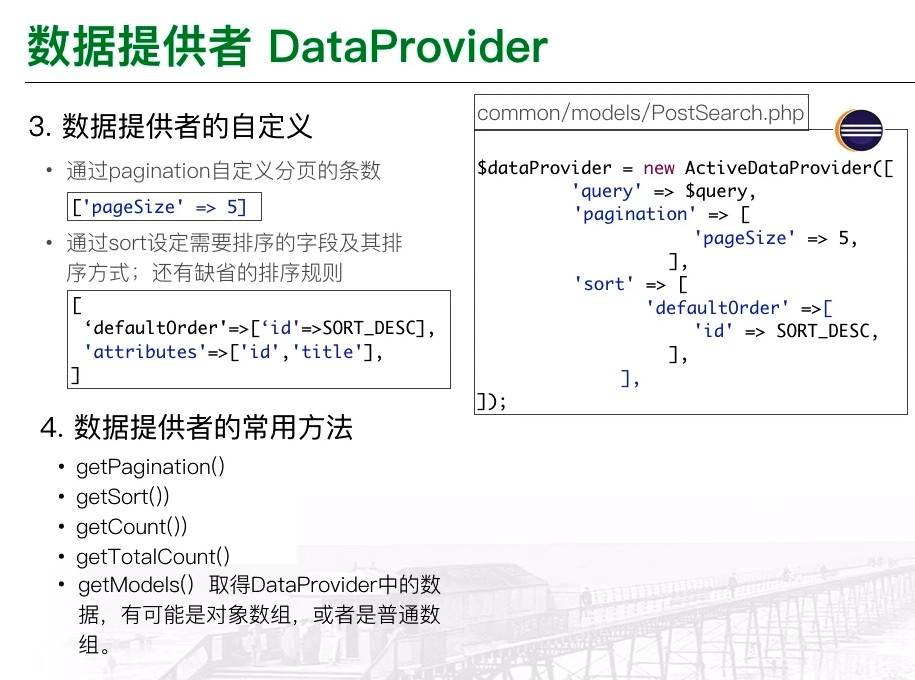 数据提供者 DataProvider
3. 数据提供者的自定义
• 通过pagination自定义分页的条数
['pageSize' => 5]
• 通过sort设定需要排序的字段及其排
序方式；还有缺省的排序规则
[
‘defaultOrder'=>[‘id'=>SORT_DESC],
'attributes'=>['id','title'],
]
4. 数据提供者的常用方法
• getPagination()
• getSort())
• getCount())
• getTotalCount()
• getModels() 取得DataProvider中的数
据，有可能是对象数组，或者是普通数
组。
common/models/PostSearch.php
$dataProvider = new ActiveDataProvider([
'query' => $query,
'pagination' => [
'pageSize' => 5,
],
'sort' => [
'defaultOrder' =>[
'id' => SORT_DESC,
],
],
]);